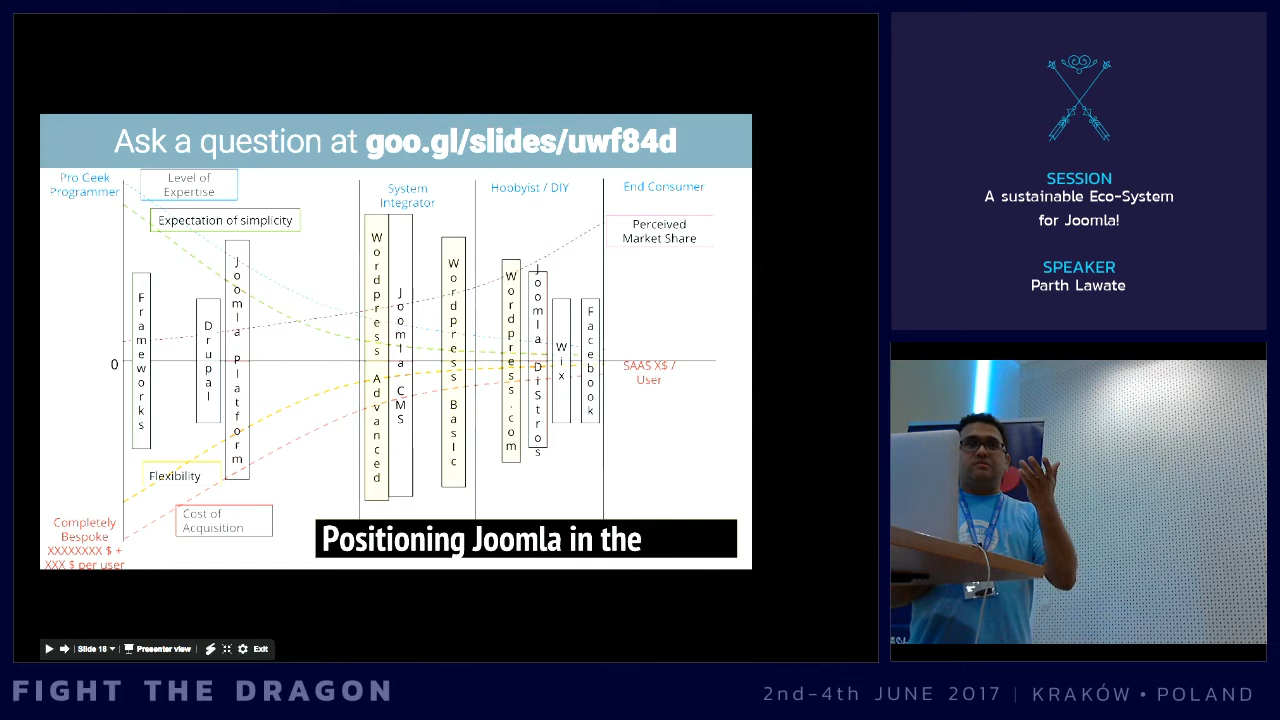 Ask a question at goo.gl/slides/uwf84d
Pro Geek
Programmer
Level of
Expertise
Expectation of simplicity
System
Integrator
Hobbyist / DIY
End Consumer
Perceived
Market Share
Frameworks
Drupal
Joomla Platform
Wordpress Advanced
Joomla CMS
Wordpress Basic
Wordpress.com
Joomla Distros
Wix
Facebook
0
SAAS X$ /
User
Flexibility
Cost of
Acquisition
Completely
Bespoke
XXXXXXXX $ +
XXX $ per user
Positioning Joomla in the
Slide 18
Presenter view
Exit
SESSION
A sustainable Eco-System
for Joomla!
SPEAKER
Parth Lawate
FIGHT THE DRAGON
2nd-4th JUNE 2017 | KRAKÓW • POLAND